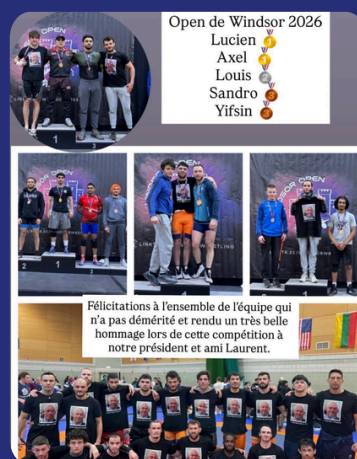 Open de Windsor 2026
Lucien 🥇
Axel 🥇
Louis 🥈
Sandro 🥉
Yifsin 🥉
OPEN
Félicitations à l'ensemble de l'équipe qui
n'a pas démérité et rendu un très belle
hommage lors de cette compétition à
notre président et ami Laurent.